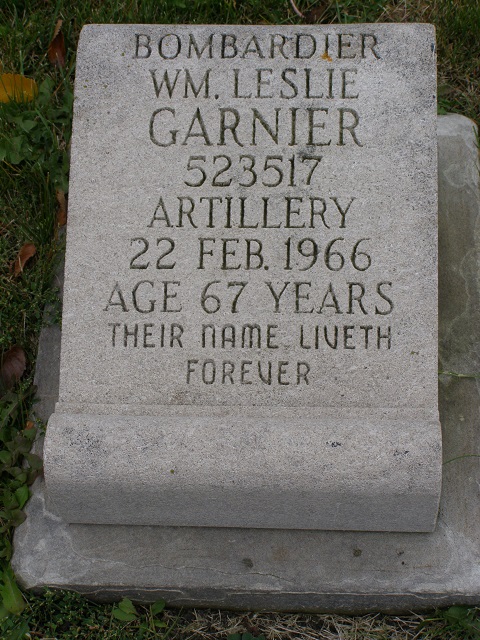 BOMBARDIER
WM. LESLIE
GARNIER
523517
ARTILLERY
22 FEB. 1966
AGE 67 YEARS
THEIR NAME LIVETH
FOREVER